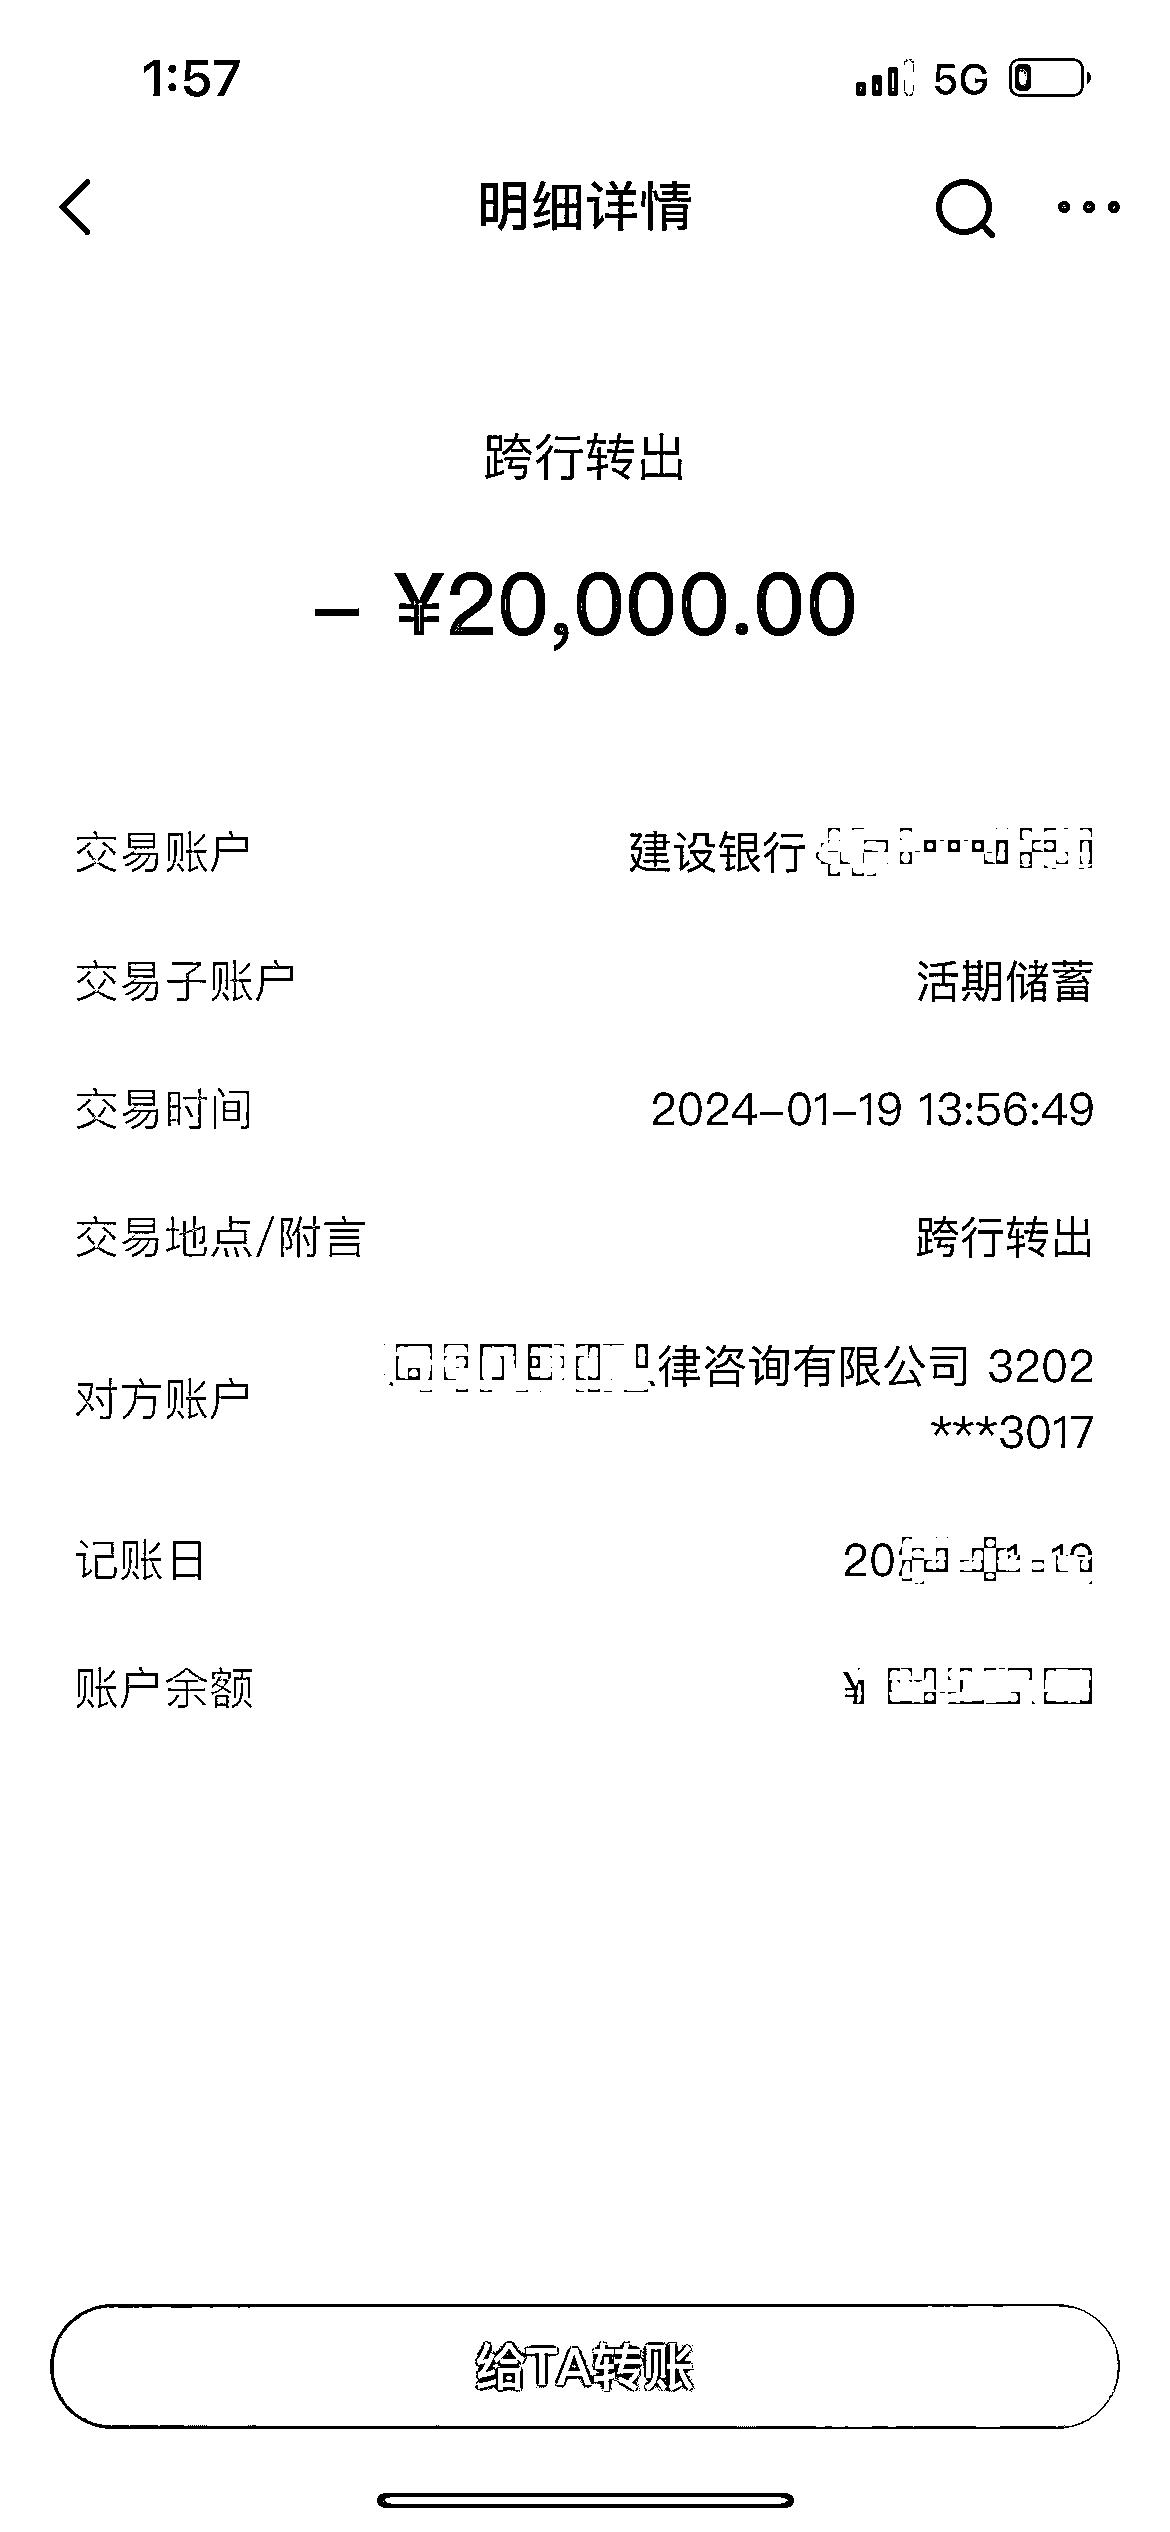 1:57 5G
明细详情
跨行转出
- ¥20,000.00
交易账户 建设银行
交易子账户 活期储蓄
交易时间 2024-01-19 13:56:49
交易地点/附言 跨行转出
对方账户 律咨询有限公司 3202
***3017
记账日 20
账户余额 ¥
给TA转账